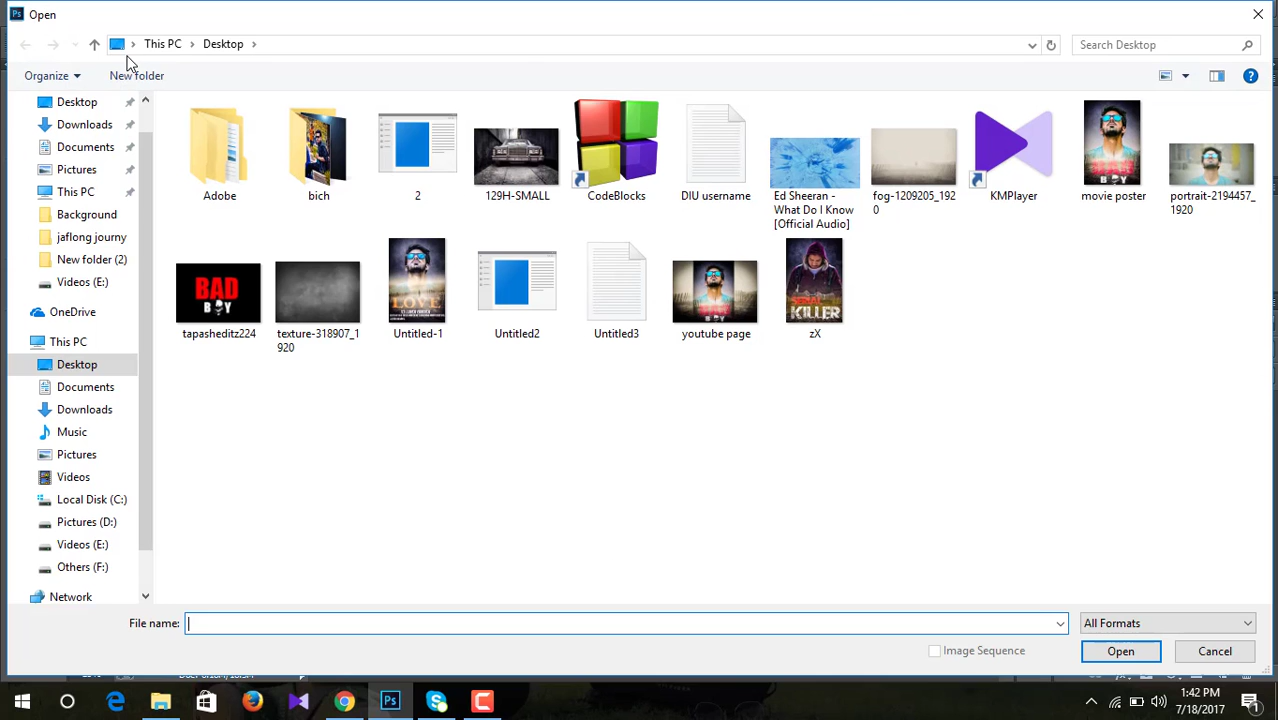 Open
This PC
Desktop
Search Desktop
Organize
New folder
Desktop
Downloads
Documents
Pictures
This PC
Background
jaflong journy
New folder (2)
Videos (E:)
OneDrive
This PC
Desktop
Documents
Downloads
Music
Pictures
Videos
Local Disk (C:)
Pictures (D:)
Videos (E:)
Others (F:)
Network
Adobe
bich
2
129H-SMALL
CodeBlocks
DIU username
Ed Sheeran -
What Do I Know
[Official Audio]
fog-1209205_192
0
KMPlayer
movie poster
portrait-2194457_
1920
BAD
B Y
tapasheditz224
texture-318907_1
920
LOVE
Untitled-1
Untitled2
Untitled3
youtube page
KILLER
zX
File name:
All Formats
Image Sequence
Open
Cancel
Ps
1:42 PM
7/18/2017